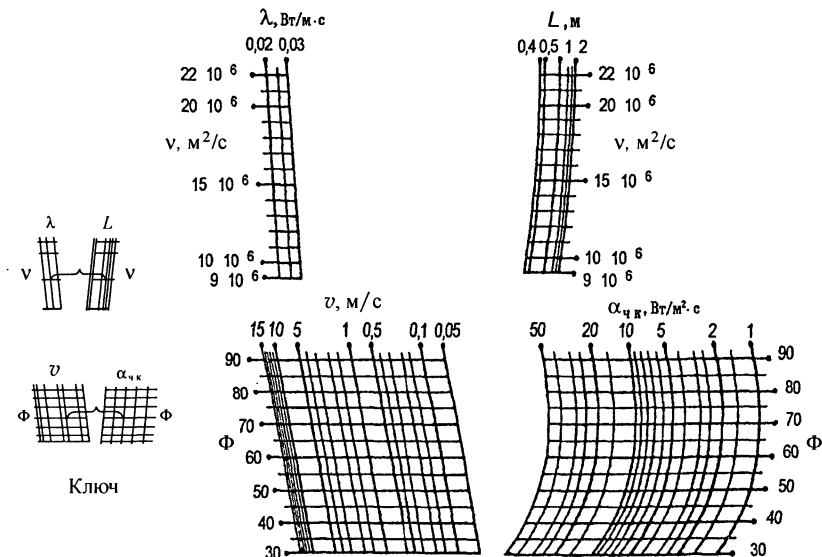 λ, Вт/м·с
0,02 0,03
22 10 6
20 10 6
ν, м²/с
15 10 6
10 10 6
9 10 6
L, м
0,4 0,5 1 2
22 10 6
20 10 6
ν, м²/с
15 10 6
10 10 6
9 10 6
λ L
ν ν
υ α ч к
Φ Φ
Ключ
υ, м/с
15 10 5 1 0,5 0,1 0,05
90
80
70
Φ
60
50
40
30
α ч к, Вт/м²·с
50 20 10 5 2 1
90
80
70
60 Φ
50
40
30